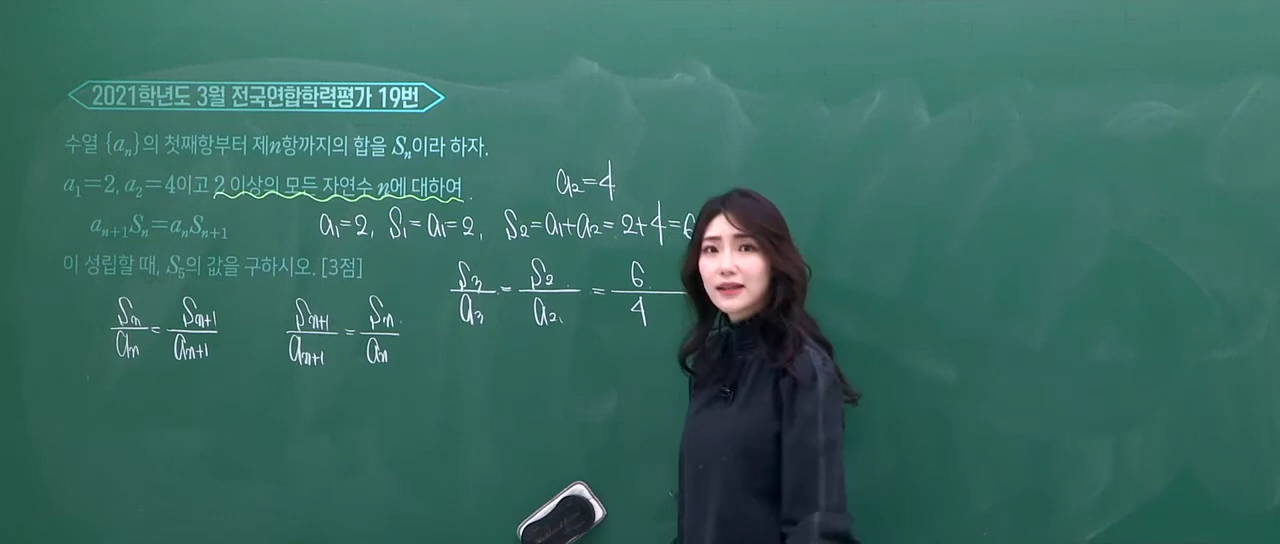 2021학년도 3월 전국연합학력평가 19번
수열 {aₙ}의 첫째항부터 제n항까지의 합을 Sₙ이라 하자.
a₁=2, a₂=4이고 2 이상의 모든 자연수 n에 대하여
aₙ₊₁Sₙ=aₙSₙ₊₁
이 성립할 때, S₅의 값을 구하시오. [3점]
Sₙ/aₙ = Sₙ₊₁/aₙ₊₁
Sₙ₊₁/aₙ₊₁ = Sₙ/aₙ
a₂=4
a₁=2, S₁=a₁=2, S₂=a₁+a₂=2+4=6
S₃/a₃ = S₂/a₂ = 6/4